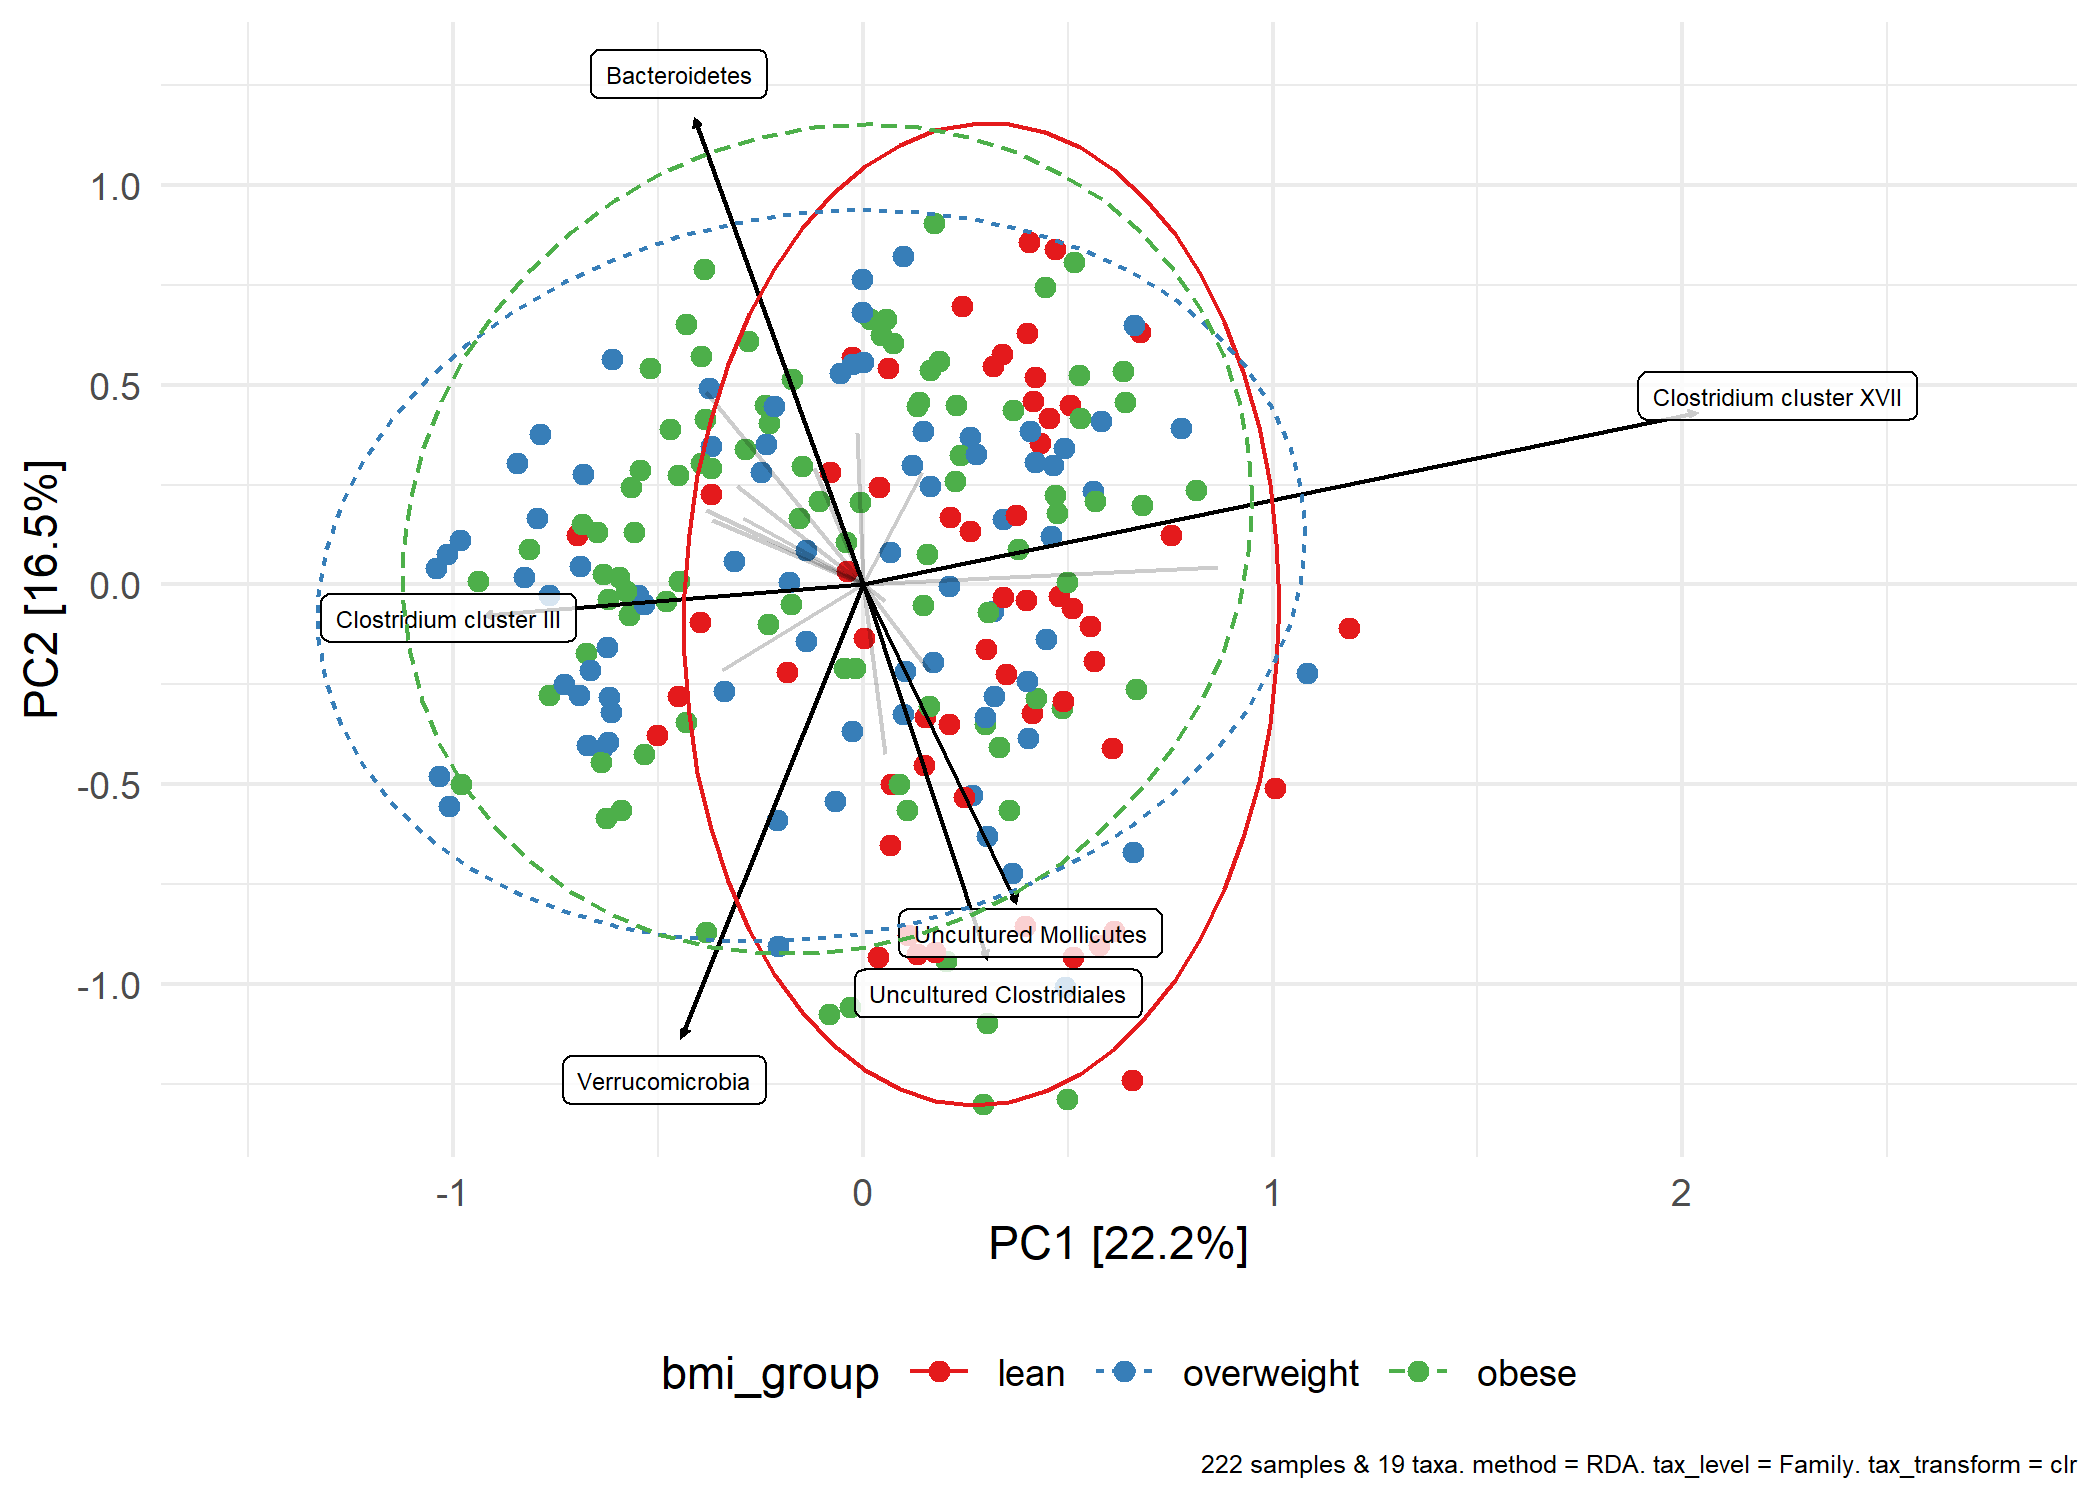 Bacteroidetes
1.0
0.5
Clostridium cluster XVII
PC2 [16.5%]
0.0
Clostridium cluster III
-0.5
Uncultured Mollicutes
-1.0
Uncultured Clostridiales
Verrucomicrobia
-1 0 1 2
PC1 [22.2%]
bmi_group lean overweight obese
222 samples & 19 taxa. method = RDA. tax_level = Family. tax_transform = clr